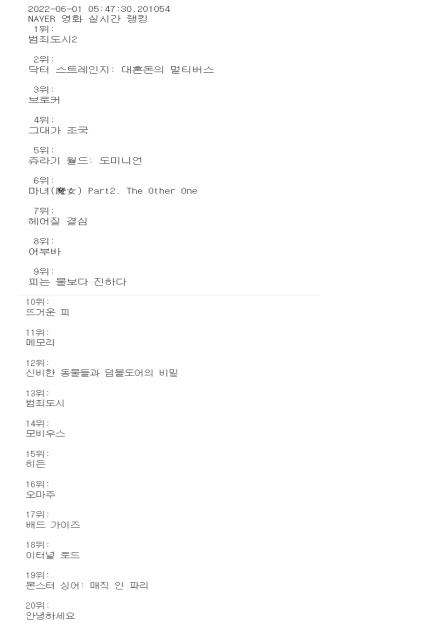 2022-06-01 05:47:30.201054
NAYER 영화 실시간 랭킹
1위:
범죄도시2
2위:
닥터 스트레인지: 대혼돈의 멀티버스
3위:
브로커
4위:
그대가 조국
5위:
쥬라기 월드: 도미니언
6위:
마녀(魔女) Part2. The Other One
7위:
헤어질 결심
8위:
어부바
9위:
피는 물보다 진하다
10위:
뜨거운 피
11위:
메모리
12위:
신비한 동물들과 덤블도어의 비밀
13위:
범죄도시
14위:
모비우스
15위:
히든
16위:
오마주
17위:
배드 가이즈
18위:
이터널 로드
19위:
몬스터 싱어: 매직 인 파리
20위:
안녕하세요